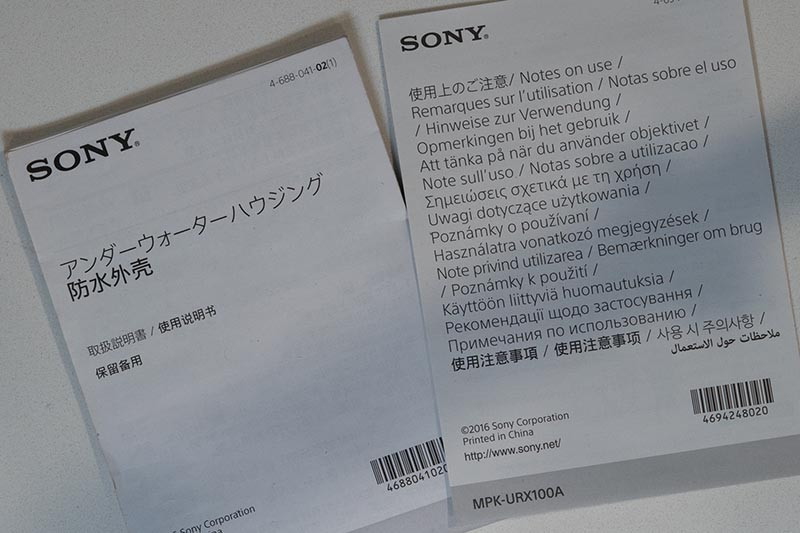 4-688-041-02(1)
SONY®
アンダーウォーターハウジング
防水外壳
取扱説明書 / 使用说明书
保留备用
4688041020
Sony Corporation
China
SONY®
使用上のご注意/ Notes on use /
Remarques sur l'utilisation / Notas sobre el uso
/ Hinweise zur Verwendung /
Opmerkingen bij het gebruik /
Att tänka på när du använder objektivet /
Note sull'uso / Notas sobre a utilizacao /
Σημειώσεις σχετικά με τη χρήση /
Uwagi dotyczące użytkowania /
Poznámky o používaní /
Használatra vonatkozó megjegyzések /
Note privind utilizarea / Bemærkninger om brug
/ Poznámky k použití /
Käyttöön liittyviä huomautuksia /
Рекомендації щодо застосування /
Примечания по использованию /
使用注意事項 / 使用注意事项 / 사용 시 주의사항 /
ملاحظات حول الاستعمال
4694248020
©2016 Sony Corporation
Printed in China
http://www.sony.net/
MPK-URX100A